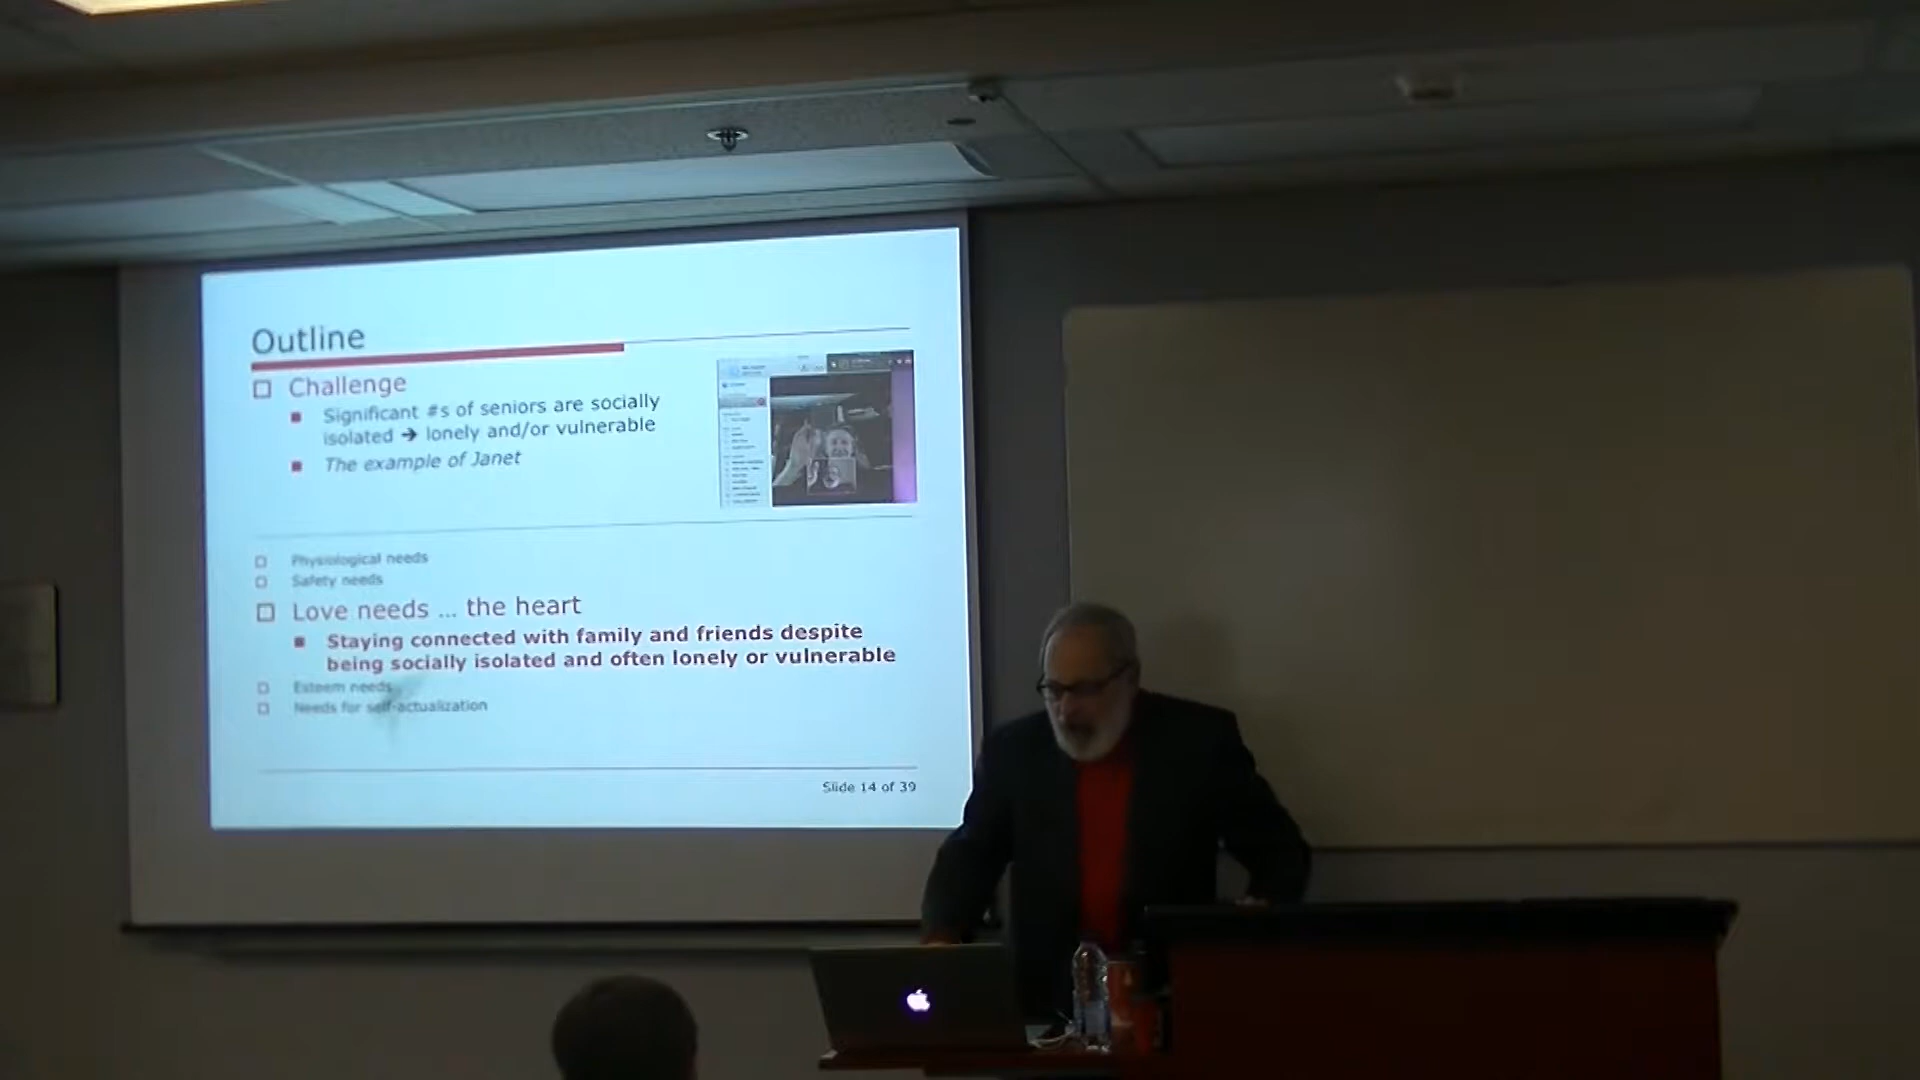 Outline
Challenge
Significant #s of seniors are socially
isolated → lonely and/or vulnerable
The example of Janet
Physiological needs
Safety needs
Love needs ... the heart
Staying connected with family and friends despite
being socially isolated and often lonely or vulnerable
Esteem needs
Needs for self-actualization
Slide 14 of 39